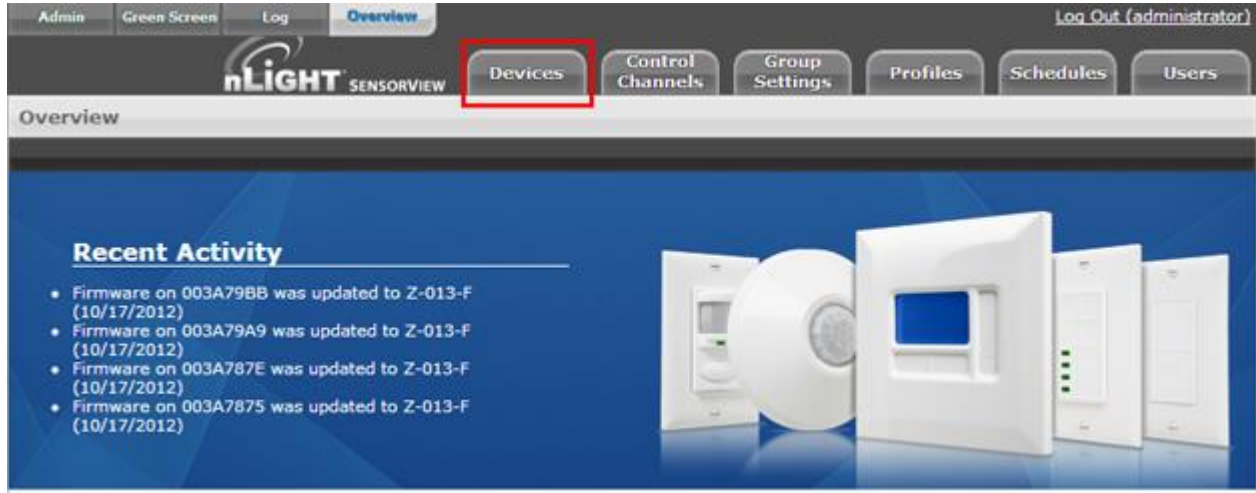 Admin Green Screen Log Overview Log Out (administrator)
nLIGHT SENSORVIEW Devices Control Channels Group Settings Profiles Schedules Users
Overview
Recent Activity
• Firmware on 003A79BB was updated to Z-013-F
(10/17/2012)
• Firmware on 003A79A9 was updated to Z-013-F
(10/17/2012)
• Firmware on 003A787E was updated to Z-013-F
(10/17/2012)
• Firmware on 003A7875 was updated to Z-013-F
(10/17/2012)